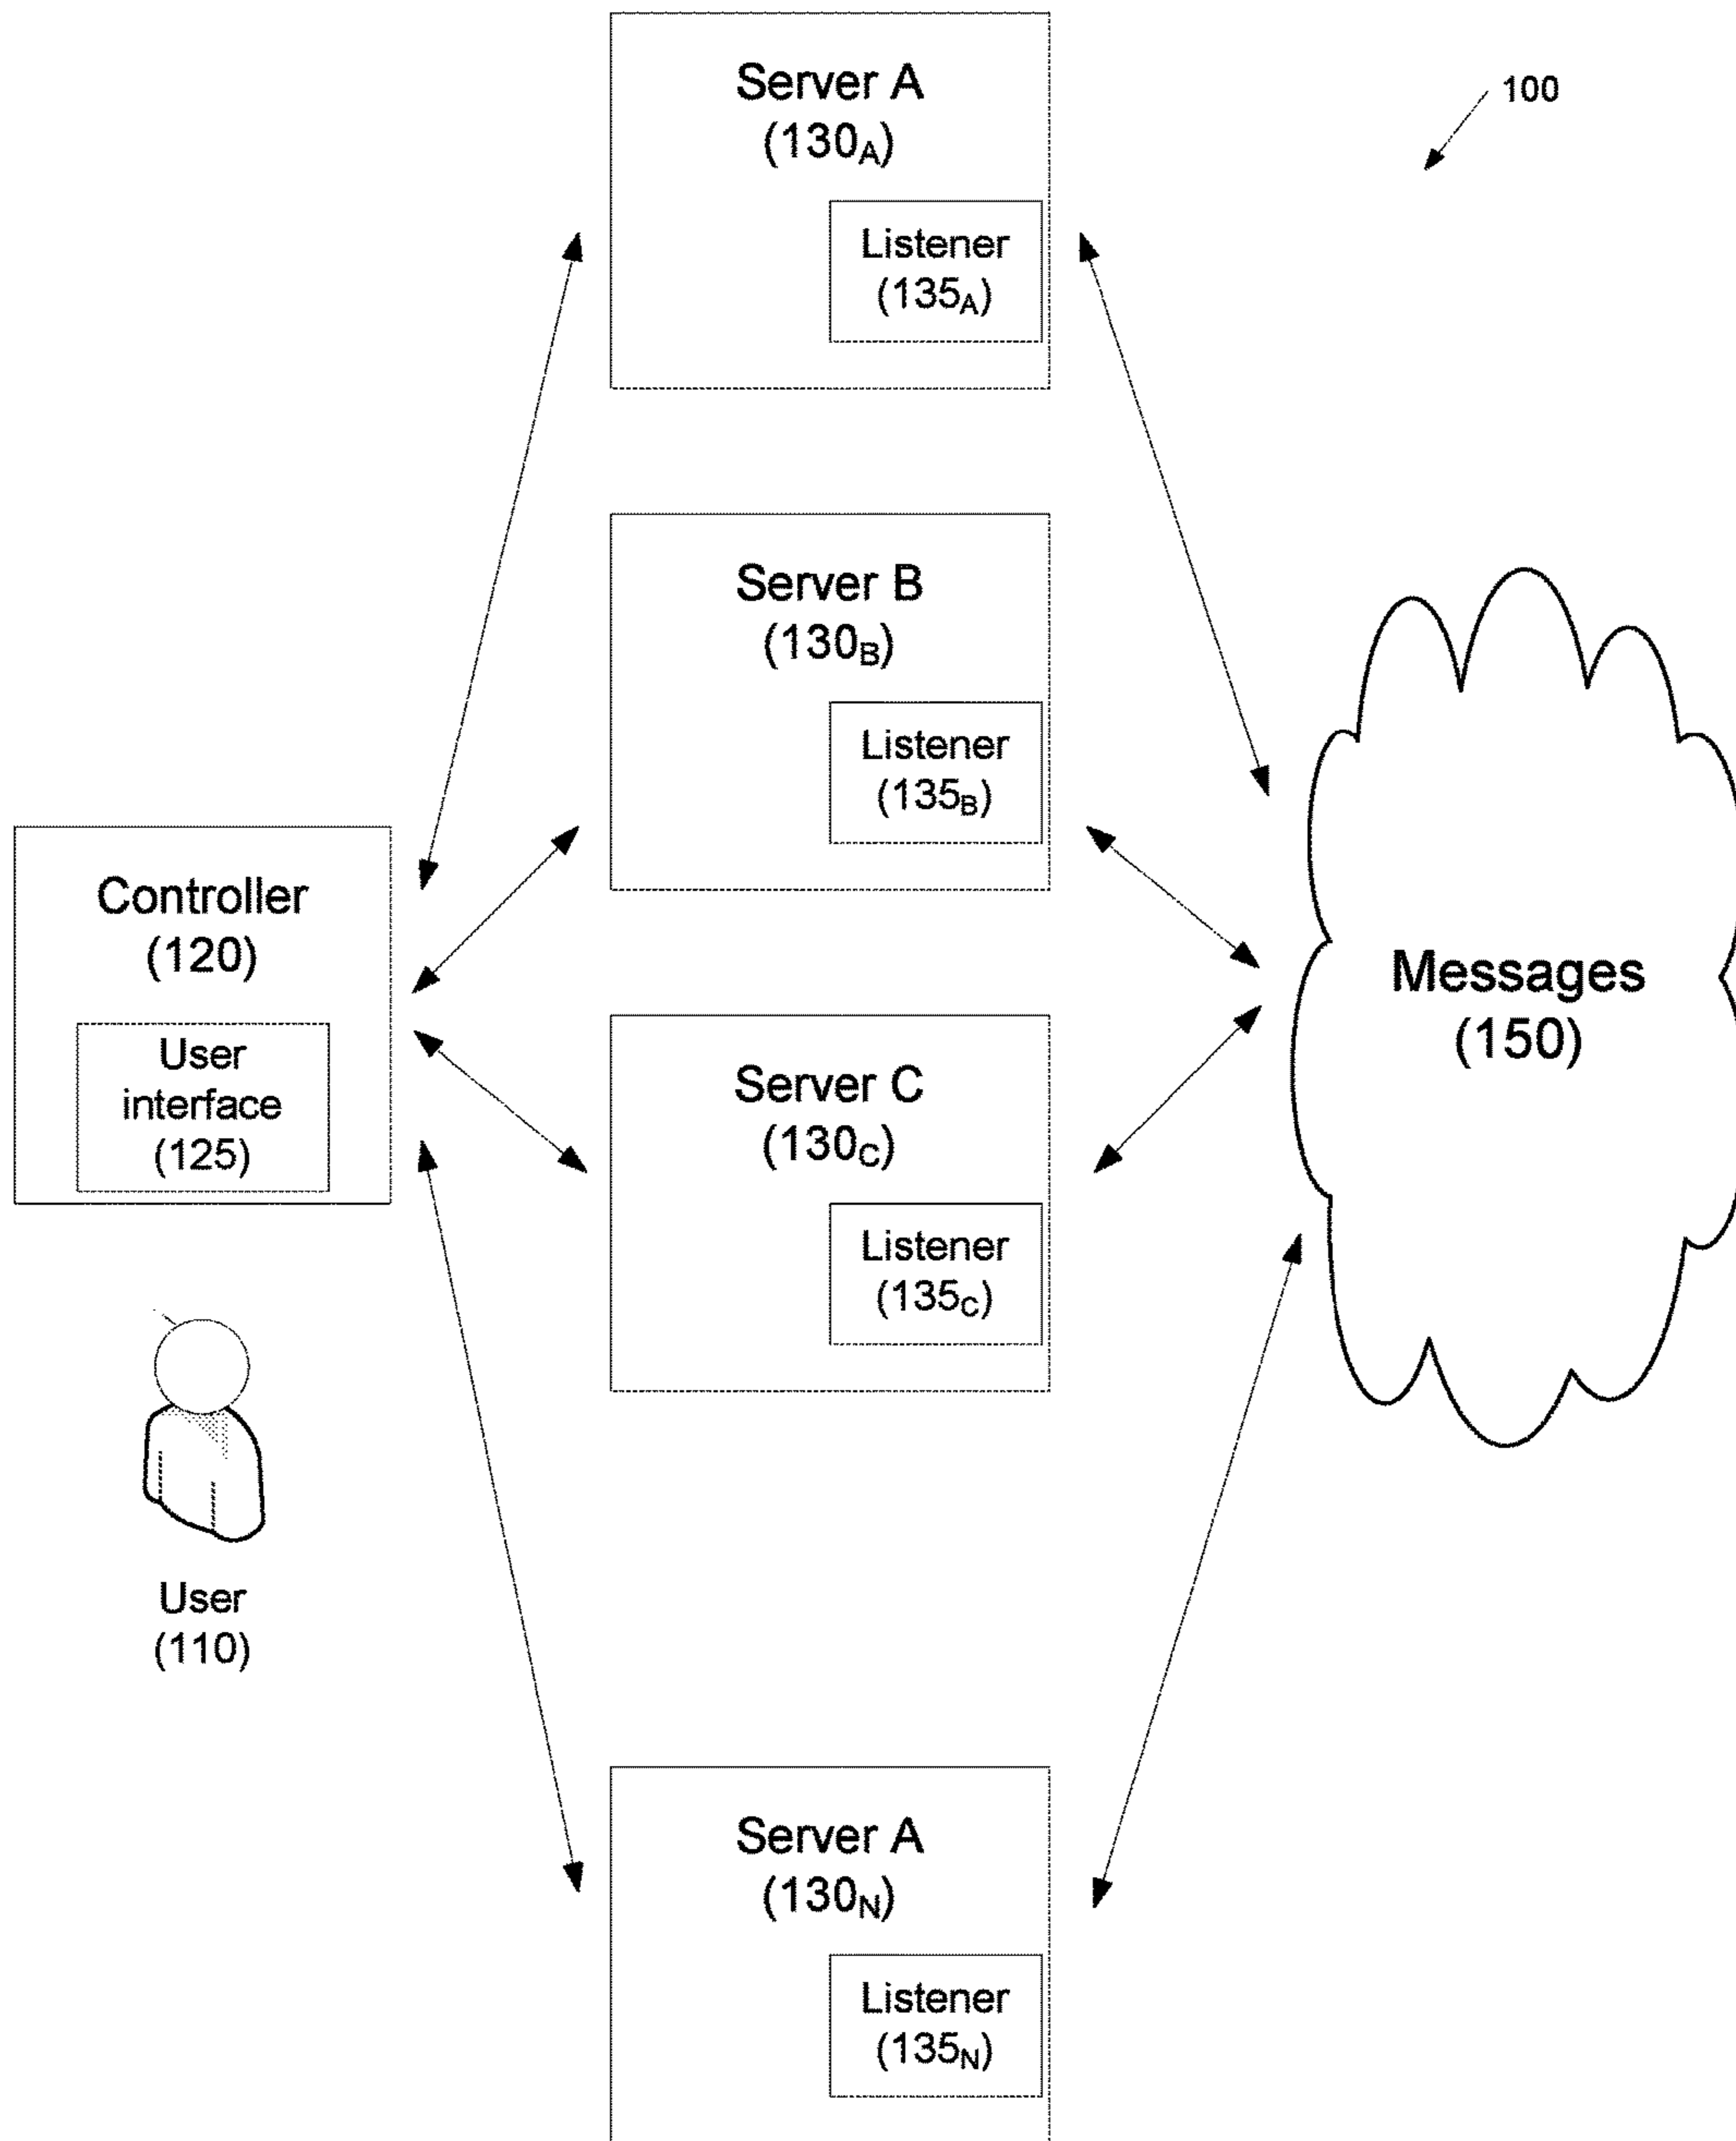 Server A
(130A)
Listener
(135A)
100
Server B
(130B)
Listener
(135B)
Controller
(120)
User
interface
(125)
Messages
(150)
Server C
(130C)
Listener
(135C)
User
(110)
Server A
(130N)
Listener
(135N)